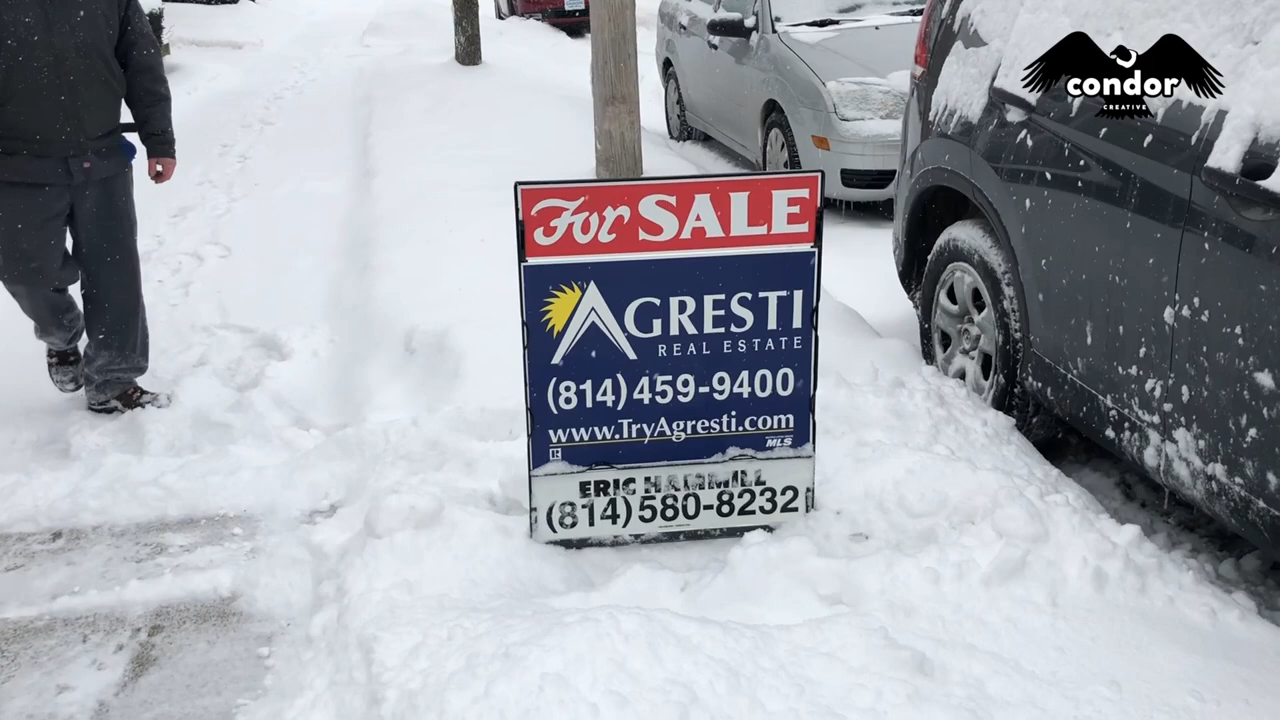 condor
CREATIVE
For SALE
AGRESTI
REAL ESTATE
(814) 459-9400
www.TryAgresti.com
MLS
ERIC HAMMILL
(814) 580-8232